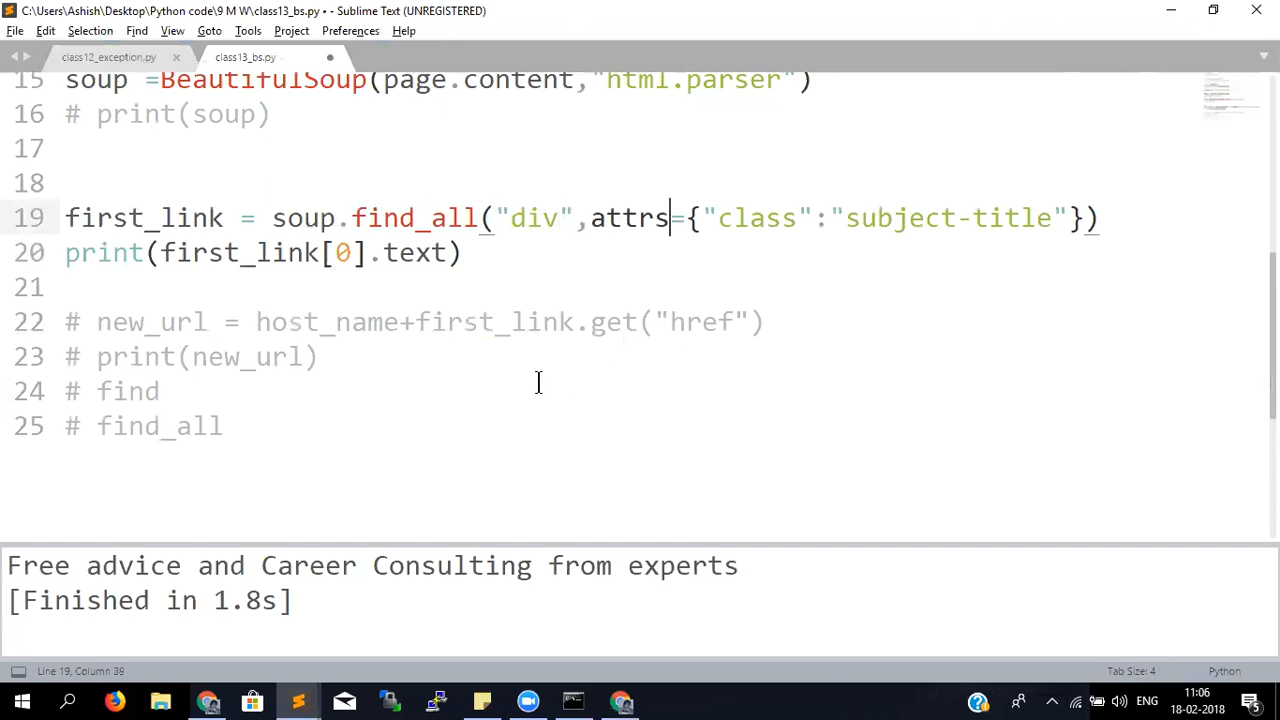 C:\Users\Ashish\Desktop\Python code\9 M W\class13_bs.py • - Sublime Text (UNREGISTERED)
File Edit Selection Find View Goto Tools Project Preferences Help
class12_exception.py × class13_bs.py
15 soup =BeautifulSoup(page.content,"html.parser")
16 # print(soup)
17
18
19 first_link = soup.find_all("div",attrs={"class":"subject-title"})
20 print(first_link[0].text)
21
22 # new_url = host_name+first_link.get("href")
23 # print(new_url)
24 # find
25 # find_all
Free advice and Career Consulting from experts
[Finished in 1.8s]
Line 19, Column 38 Tab Size: 4 Python
ENG 11:06
18-02-2018 5